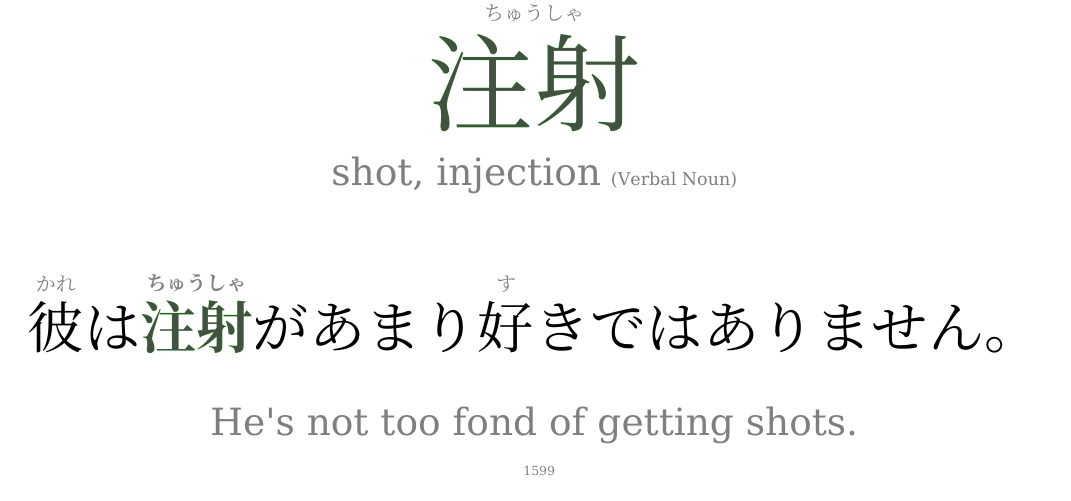 ちゅうしゃ
注射
shot, injection (Verbal Noun)
かれ ちゅうしゃ す
彼は注射があまり好きではありません。
He's not too fond of getting shots.
1599